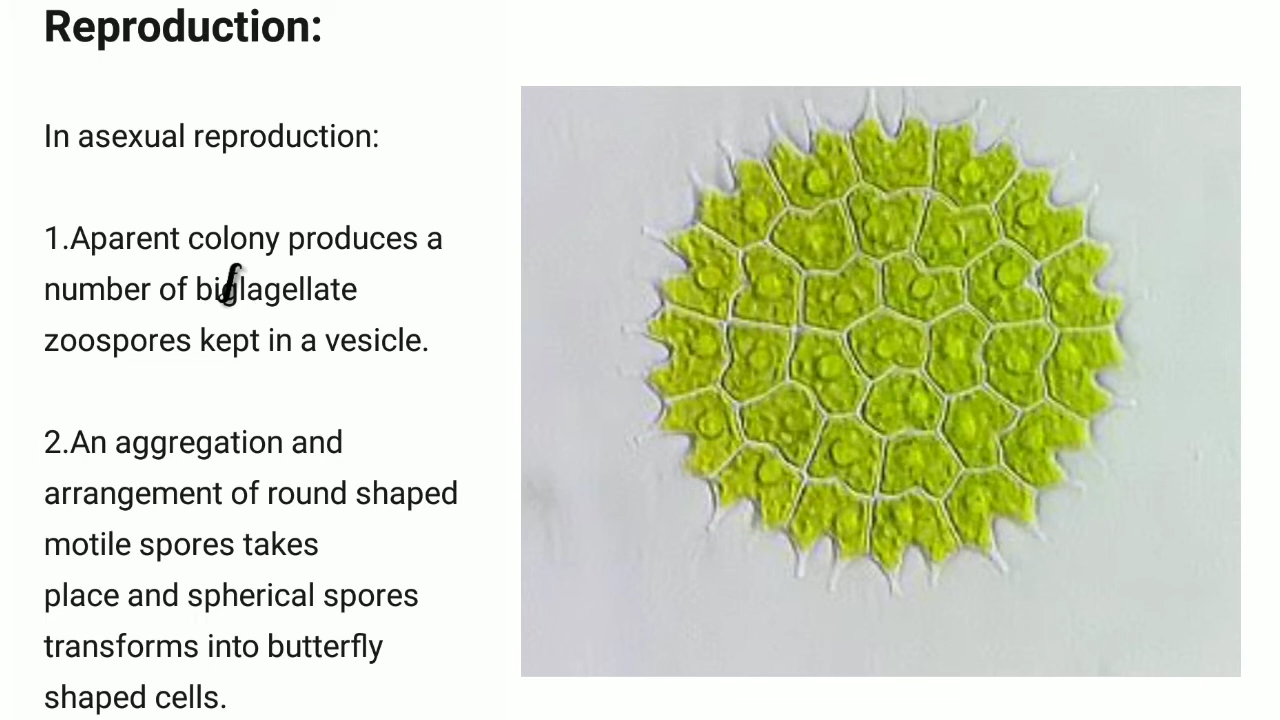 Reproduction:
In asexual reproduction:
1.Aparent colony produces a
number of biflagellate
zoospores kept in a vesicle.
2.An aggregation and
arrangement of round shaped
motile spores takes
place and spherical spores
transforms into butterfly
shaped cells.